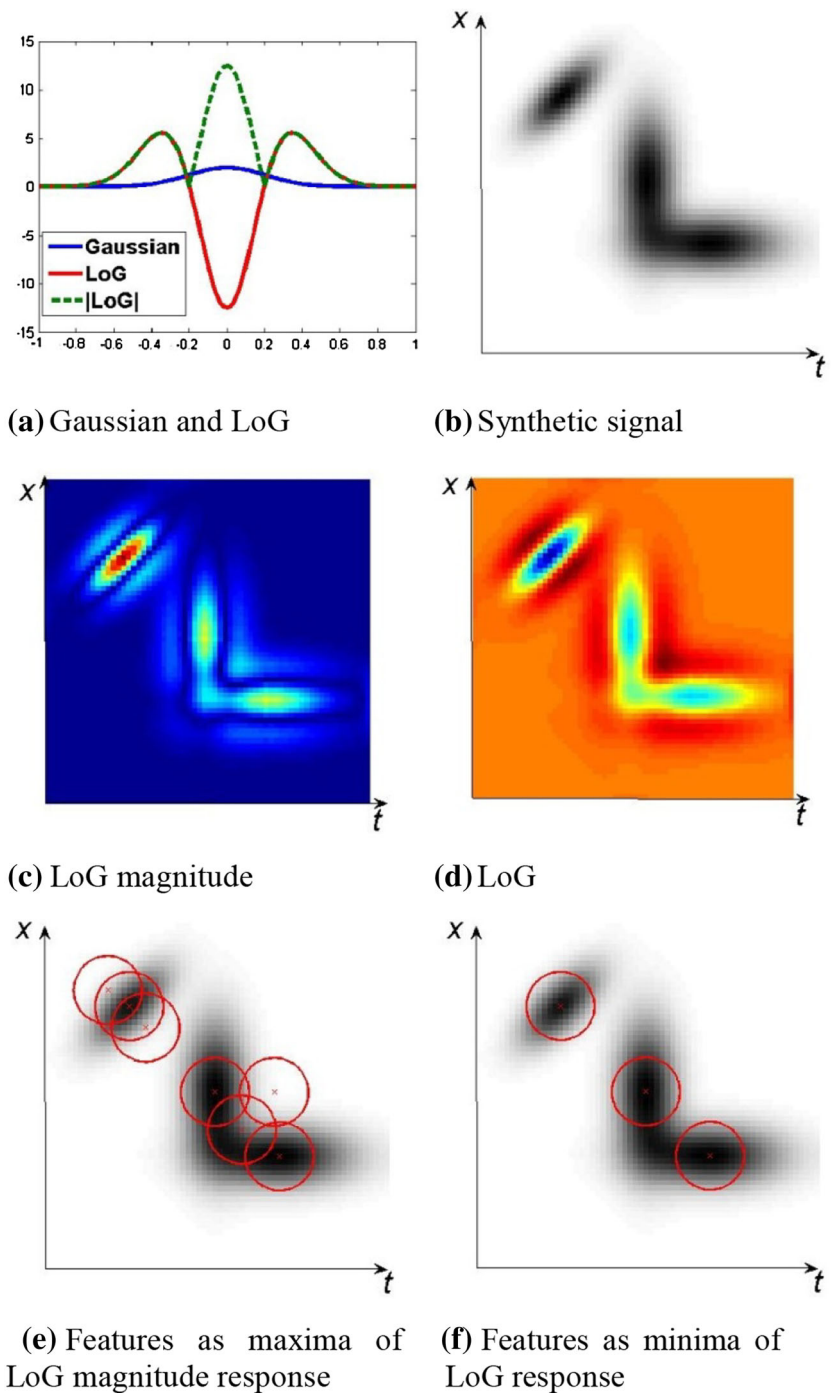 15
10
5
0
-5
-10
-15
-1 -0.8 -0.6 -0.4 -0.2 0 0.2 0.4 0.6 0.8 1
Gaussian
LoG
|LoG|
x
t
(a) Gaussian and LoG
(b) Synthetic signal
x
t
x
t
(c) LoG magnitude
(d) LoG
x
t
x
t
(e) Features as maxima of
LoG magnitude response
(f) Features as minima of
LoG response